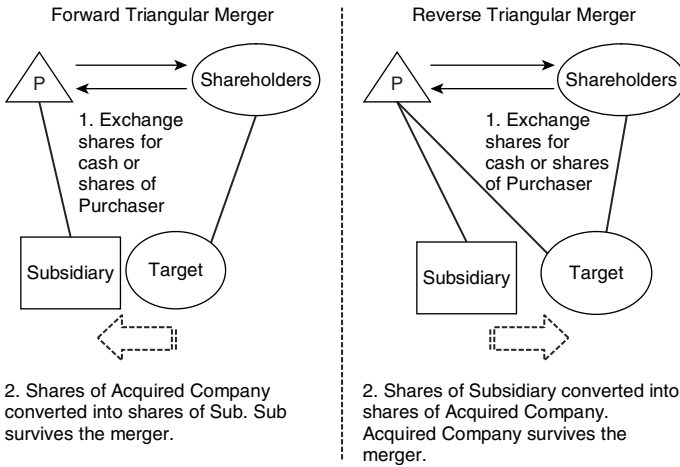 Forward Triangular Merger
P
Shareholders
1. Exchange
shares for
cash or
shares of
Purchaser
Subsidiary
Target
2. Shares of Acquired Company
converted into shares of Sub. Sub
survives the merger.
Reverse Triangular Merger
P
Shareholders
1. Exchange
shares for
cash or shares
of Purchaser
Subsidiary
Target
2. Shares of Subsidiary converted into
shares of Acquired Company.
Acquired Company survives the
merger.